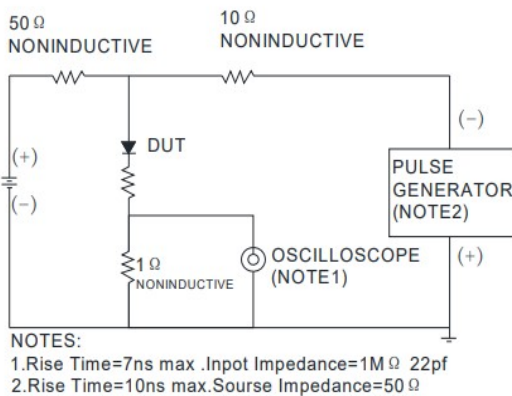 50 Ω
NONINDUCTIVE
10 Ω
NONINDUCTIVE
(+)
(-)
DUT
1 Ω
NONINDUCTIVE
OSCILLOSCOPE
(NOTE1)
(-)
PULSE
GENERATOR
(NOTE2)
(+)
NOTES:
1.Rise Time=7ns max .Inpot Impedance=1M Ω 22pf
2.Rise Time=10ns max.Sourse Impedance=50 Ω